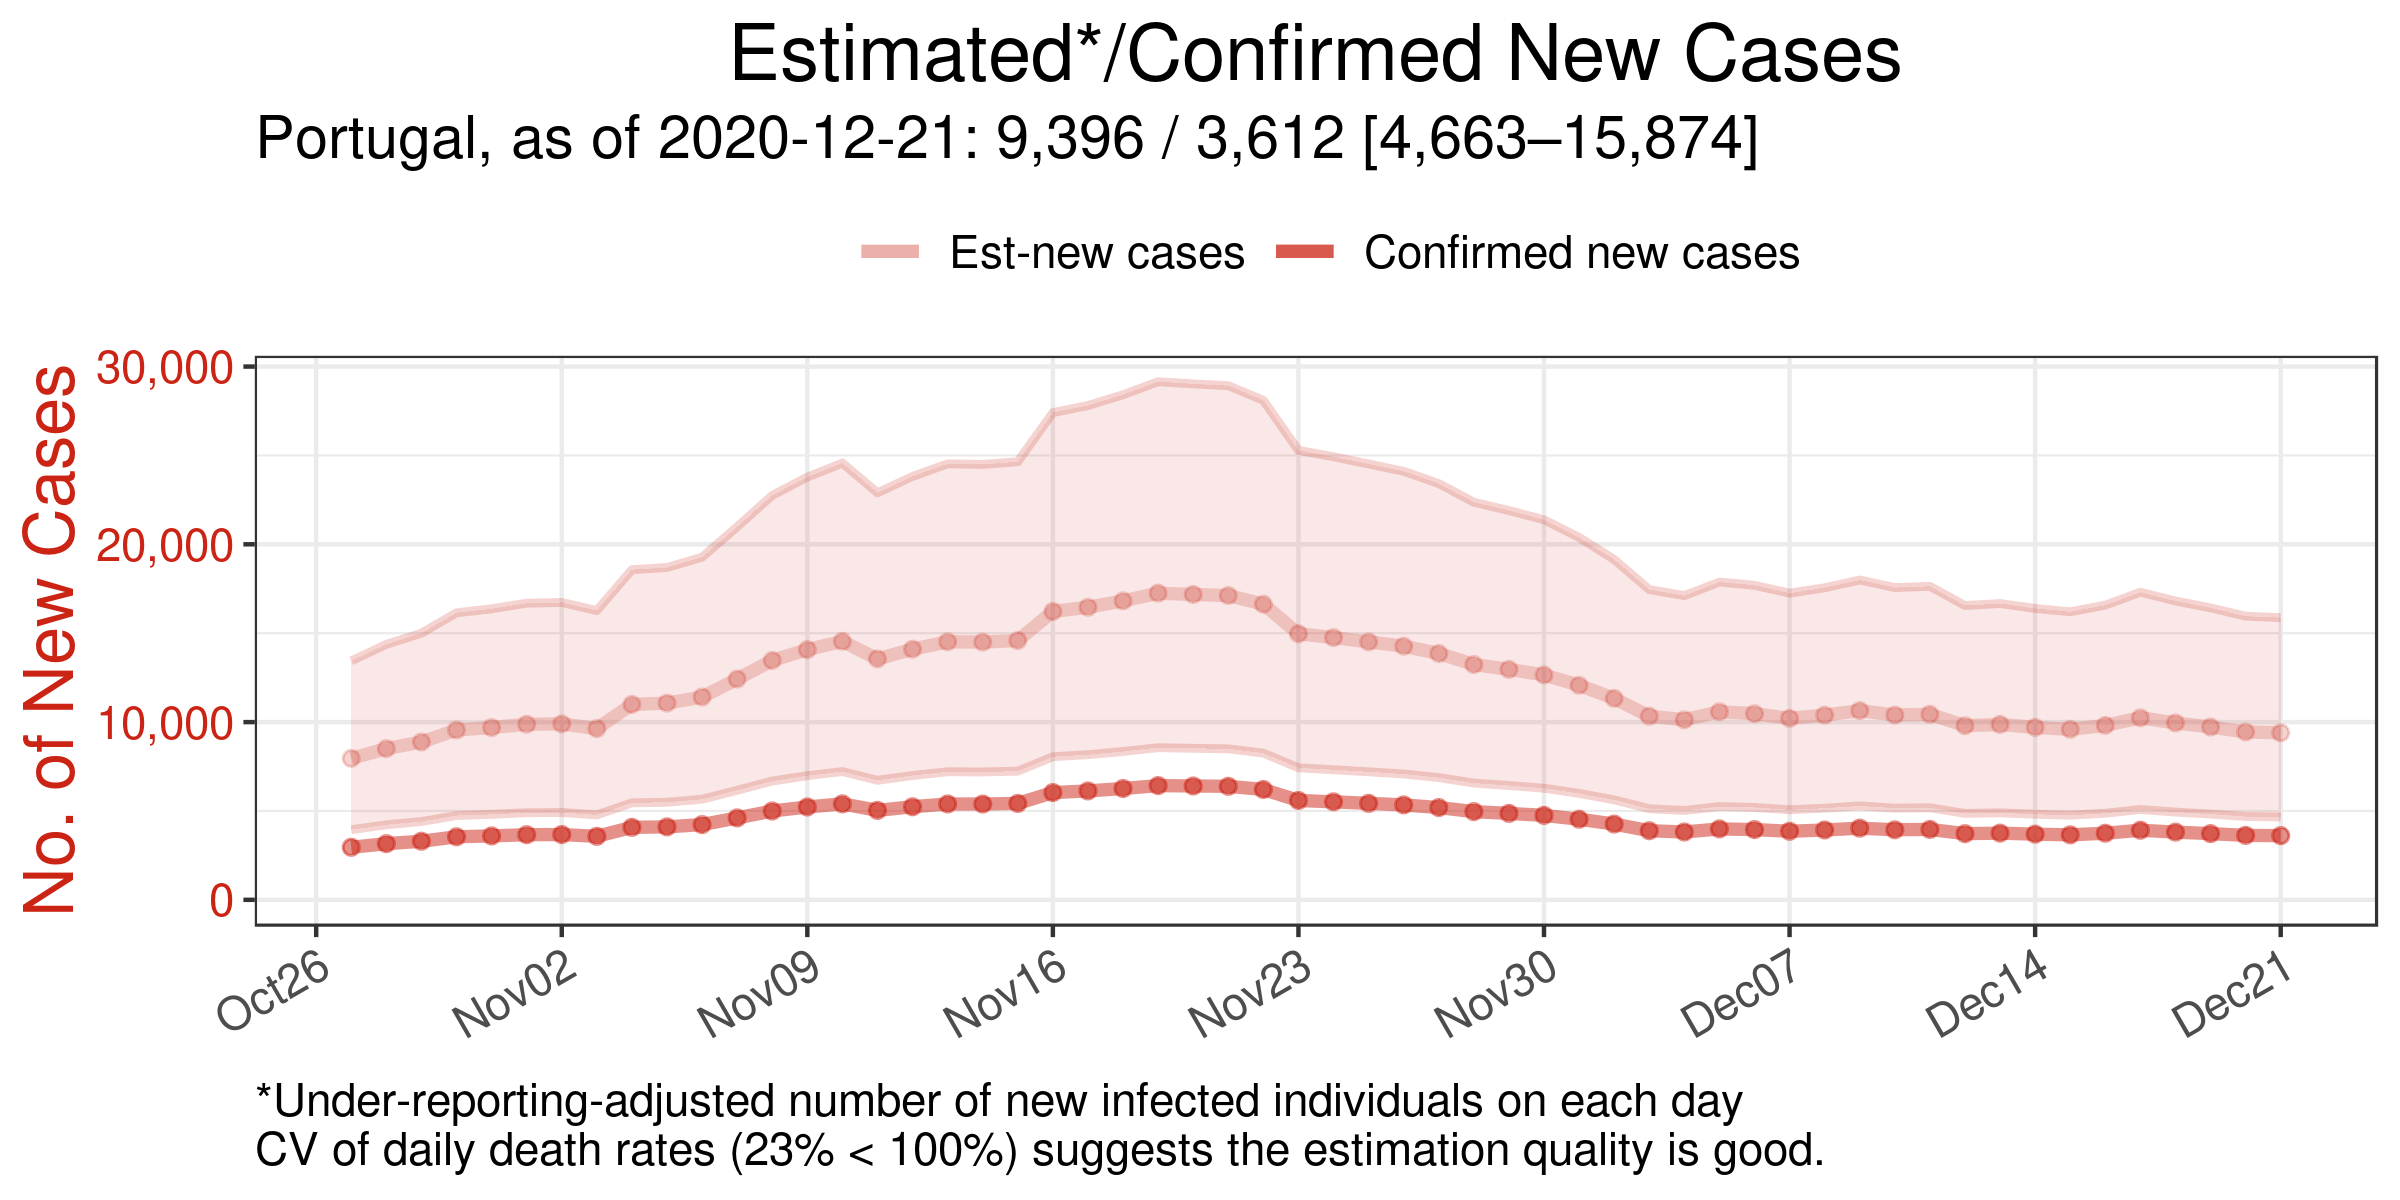 Estimated*/Confirmed New Cases
Portugal, as of 2020-12-21: 9,396 / 3,612 [4,663–15,874]
Est-new cases Confirmed new cases
No. of New Cases
30,000
20,000
10,000
0
Oct26 Nov02 Nov09 Nov16 Nov23 Nov30 Dec07 Dec14 Dec21
*Under-reporting-adjusted number of new infected individuals on each day
CV of daily death rates (23% < 100%) suggests the estimation quality is good.